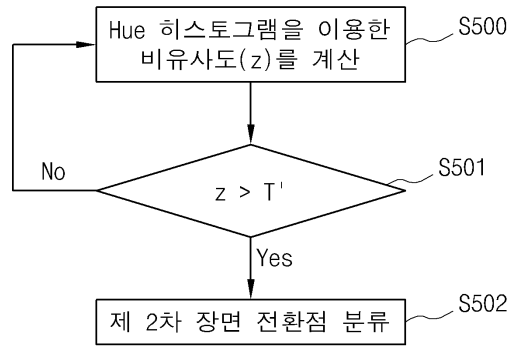 Hue 히스토그램을 이용한
비유사도(z)를 계산
S500
z > T'
S501
No
Yes
제 2차 장면 전환점 분류
S502